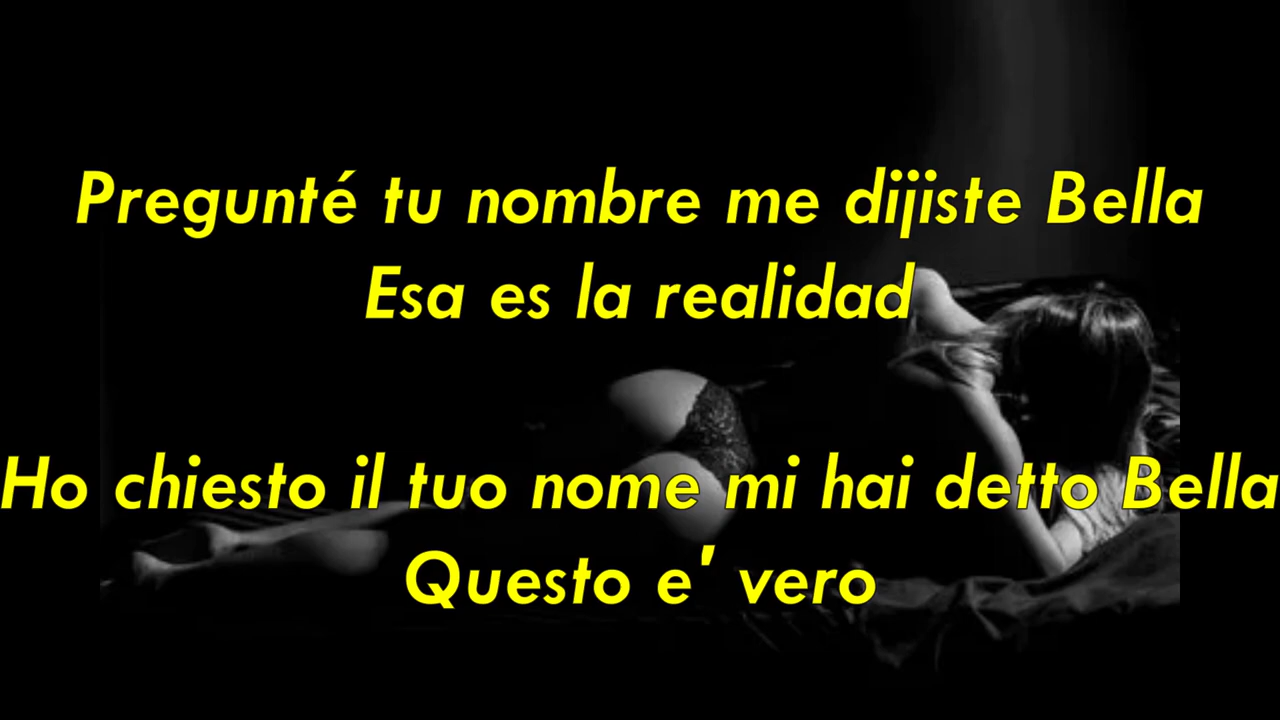 Pregunté tu nombre me dijiste Bella
Esa es la realidad
Ho chiesto il tuo nome mi hai detto Bella
Questo e' vero